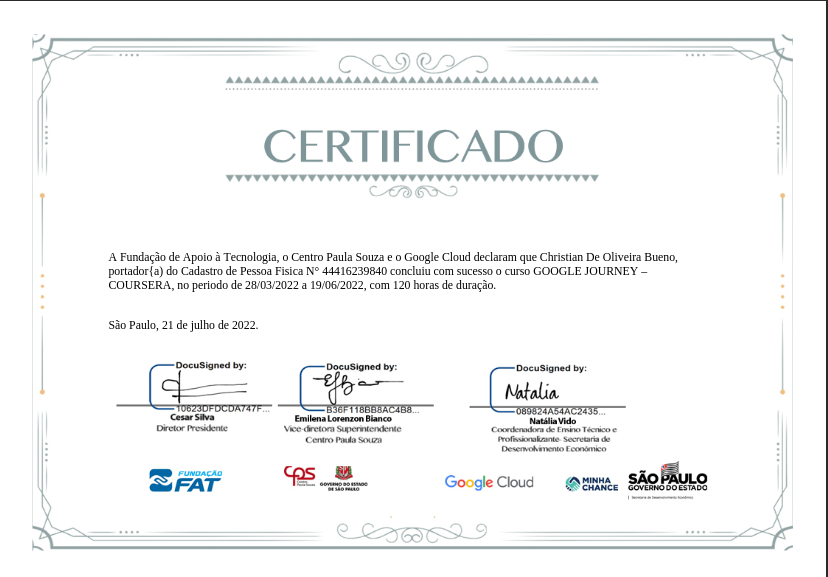 CERTIFICADO
A Fundação de Apoio à Tecnologia, o Centro Paula Souza e o Google Cloud declaram que Christian De Oliveira Bueno,
portador{a) do Cadastro de Pessoa Fisica N° 44416239840 concluiu com sucesso o curso GOOGLE JOURNEY –
COURSERA, no periodo de 28/03/2022 a 19/06/2022, com 120 horas de duração.
São Paulo, 21 de julho de 2022.
DocuSigned by:
10623DFDCDA747F...
Cesar Silva
Diretor Presidente
DocuSigned by:
B36F118BB8AC4B8...
Emilena Lorenzon Bianco
Vice-diretora Superintendente
Centro Paula Souza
DocuSigned by:
Natalia
089824A54AC2435...
Natália Vido
Coordenadora de Ensino Técnico e
Profissionalizante- Secretaria de
Desenvolvimento Econômico
FUNDAÇÃO
FAT
CPS
Centro
Paula Souza
GOVERNO DO ESTADO
DE SÃO PAULO
Google Cloud
MINHA
CHANCE
SÃO PAULO
GOVERNO DO ESTADO
Secretaria de Desenvolvimento Econômico